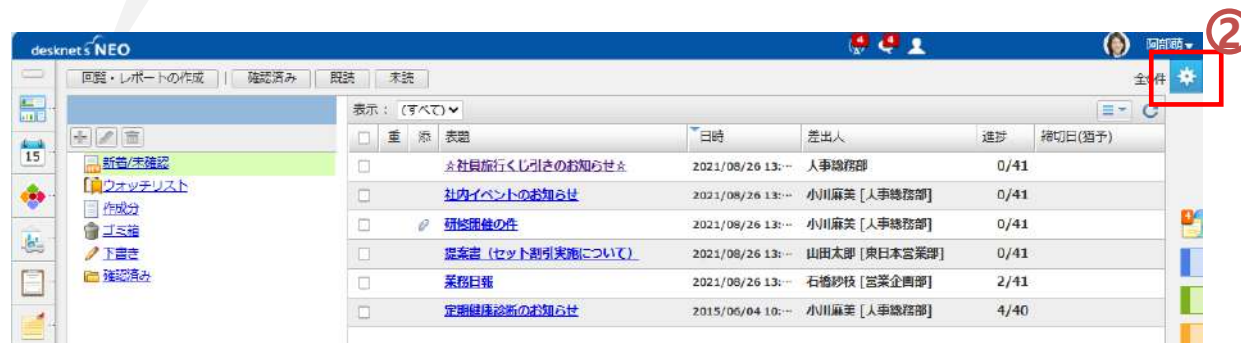 ②
desknet's NEO
4
4
阿部萌
回覧・レポートの作成 | 確認済み 既読 未読
件
表示： (すべて)
重 添 表題 日時 差出人 進捗 締切日(猶予)
15
新着/未確認
ウオッチリスト
作成分
ゴミ箱
下書き
確認済み
☆社員旅行くじ引きのお知らせ☆ 2021/08/26 13:… 人事総務部 0/41
社内イベントのお知らせ 2021/08/26 13:… 小川麻美 [人事総務部] 0/41
研修開催の件 2021/08/26 13:… 小川麻美 [人事総務部] 0/41
提案書（セット割引実施について） 2021/08/26 13:… 山田太郎 [東日本営業部] 0/41
業務日報 2021/08/26 13:… 石橋紗枝 [営業企画部] 2/41
定期健康診断のお知らせ 2015/06/04 10:… 小川麻美 [人事総務部] 4/40
4